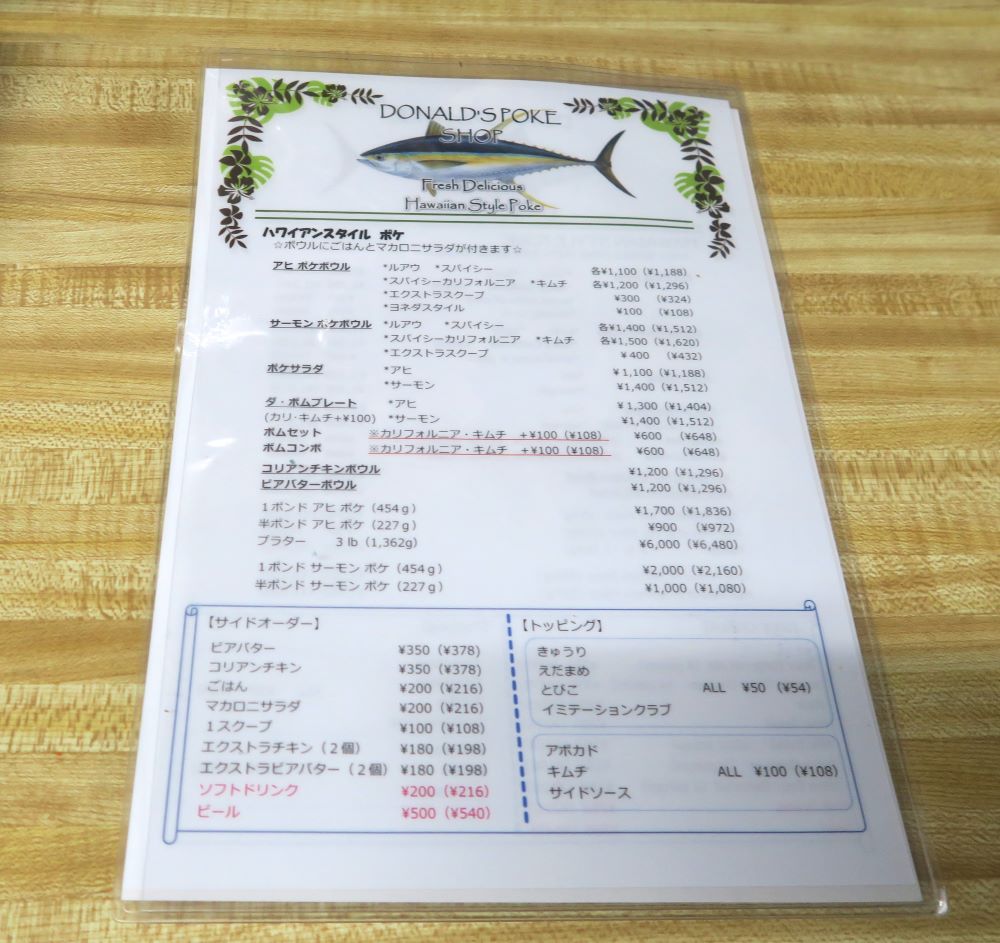 DONALD'S POKE
SHOP
Fresh Delicious
Hawaiian Style Poke
ハワイアンスタイル ポケ
☆ボウルにごはんとマカロニサラダが付きます☆
アヒ ポケボウル *ルアウ *スパイシー 各¥1,100（¥1,188）
*スパイシーカリフォルニア *キムチ 各¥1,200（¥1,296）
*エクストラスクープ ¥300 （¥324）
*ヨネダスタイル ¥100 （¥108）
サーモン ポケボウル *ルアウ *スパイシー 各¥1,400（¥1,512）
*スパイシーカリフォルニア *キムチ 各¥1,500（¥1,620）
*エクストラスクープ ¥400 （¥432）
ポケサラダ *アヒ ¥1,100（¥1,188）
*サーモン ¥1,400（¥1,512）
ダ・ボムプレート *アヒ ¥1,300（¥1,404）
(カリ・キムチ+¥100) *サーモン ¥1,400（¥1,512）
ボムセット ※カリフォルニア・キムチ +¥100（¥108） ¥600 （¥648）
ボムコンボ ※カリフォルニア・キムチ +¥100（¥108） ¥600 （¥648）
コリアンチキンボウル ¥1,200（¥1,296）
ビアバターボウル ¥1,200（¥1,296）
１ポンド アヒ ポケ（454ｇ） ¥1,700（¥1,836）
半ポンド アヒ ポケ（227ｇ） ¥900 （¥972）
プラター 3 lb（1,362g） ¥6,000（¥6,480）
１ポンド サーモン ポケ（454ｇ） ¥2,000（¥2,160）
半ポンド サーモン ポケ（227ｇ） ¥1,000（¥1,080）
【サイドオーダー】
ビアバター ¥350（¥378）
コリアンチキン ¥350（¥378）
ごはん ¥200（¥216）
マカロニサラダ ¥200（¥216）
１スクープ ¥100（¥108）
エクストラチキン（２個） ¥180（¥198）
エクストラビアバター（２個） ¥180（¥198）
ソフトドリンク ¥200（¥216）
ビール ¥500（¥540）
【トッピング】
きゅうり
えだまめ
とびこ ALL ¥50（¥54）
イミテーションクラブ
アボカド
キムチ ALL ¥100（¥108）
サイドソース